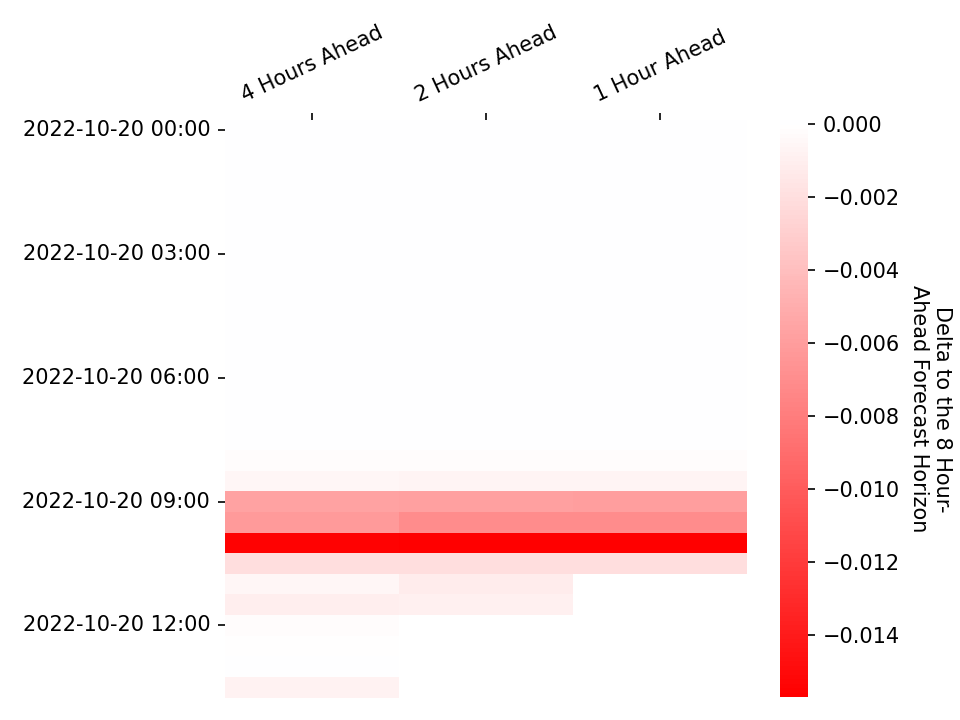 4 Hours Ahead
2 Hours Ahead
1 Hour Ahead
2022-10-20 00:00
2022-10-20 03:00
2022-10-20 06:00
2022-10-20 09:00
2022-10-20 12:00
0.000
−0.002
−0.004
−0.006
−0.008
−0.010
−0.012
−0.014
Delta to the 8 Hour-
Ahead Forecast Horizon